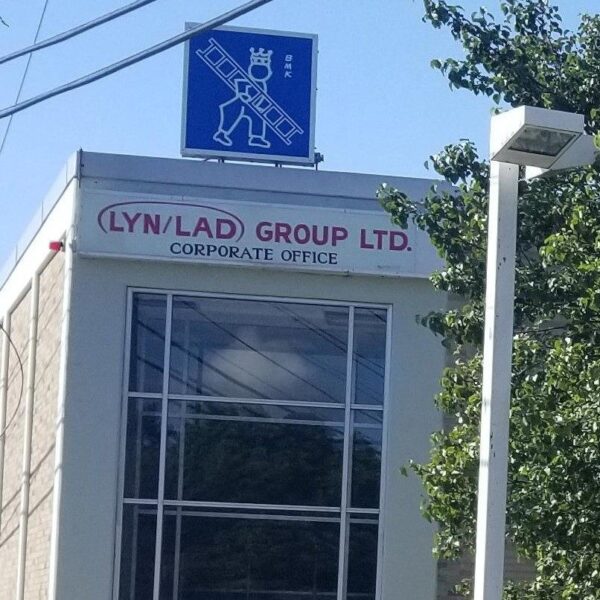 BMK
(LYN/LAD) GROUP LTD.
CORPORATE OFFICE